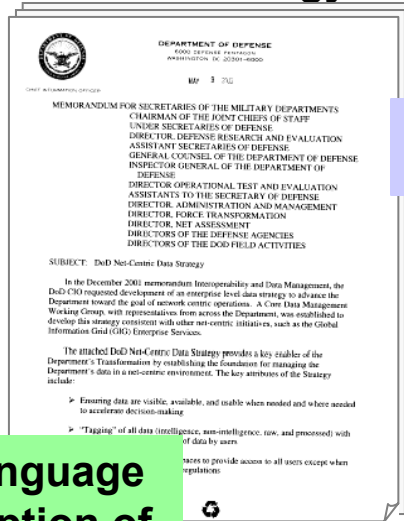 DEPARTMENT OF DEFENSE
6000 DEFENSE PENTAGON
WASHINGTON, DC 20301-6000
MAY 9
CHIEF INFORMATION OFFICER
MEMORANDUM FOR SECRETARIES OF THE MILITARY DEPARTMENTS
CHAIRMAN OF THE JOINT CHIEFS OF STAFF
UNDER SECRETARIES OF DEFENSE
DIRECTOR, DEFENSE RESEARCH AND EVALUATION
ASSISTANT SECRETARIES OF DEFENSE
GENERAL COUNSEL OF THE DEPARTMENT OF DEFENSE
INSPECTOR GENERAL OF THE DEPARTMENT OF
DEFENSE
DIRECTOR OPERATIONAL TEST AND EVALUATION
ASSISTANTS TO THE SECRETARY OF DEFENSE
DIRECTOR, ADMINISTRATION AND MANAGEMENT
DIRECTOR, FORCE TRANSFORMATION
DIRECTOR, NET ASSESSMENT
DIRECTORS OF THE DEFENSE AGENCIES
DIRECTORS OF THE DOD FIELD ACTIVITIES
SUBJECT: DoD Net-Centric Data Strategy
In the December 2001 memorandum Interoperability and Data Management, the
DoD CIO requested development of an enterprise level data strategy to advance the
Department toward the goal of network centric operations. A Core Data Management
Working Group, with representatives from across the Department, was established to
develop this strategy consistent with other net-centric initiatives, such as the Global
Information Grid (GIG) Enterprise Services.
The attached DoD Net-Centric Data Strategy provides a key enabler of the
Department's Transformation by establishing the foundation for managing the
Department's data in a net-centric environment. The key attributes of the Strategy
include:
➢ Ensuring data are visible, available, and usable when needed and where needed
to accelerate decision-making
➢ "Tagging" of all data (intelligence, non-intelligence, raw, and processed) with
of data by users
aces to provide access to all users except when
regulations
nguage
ption of